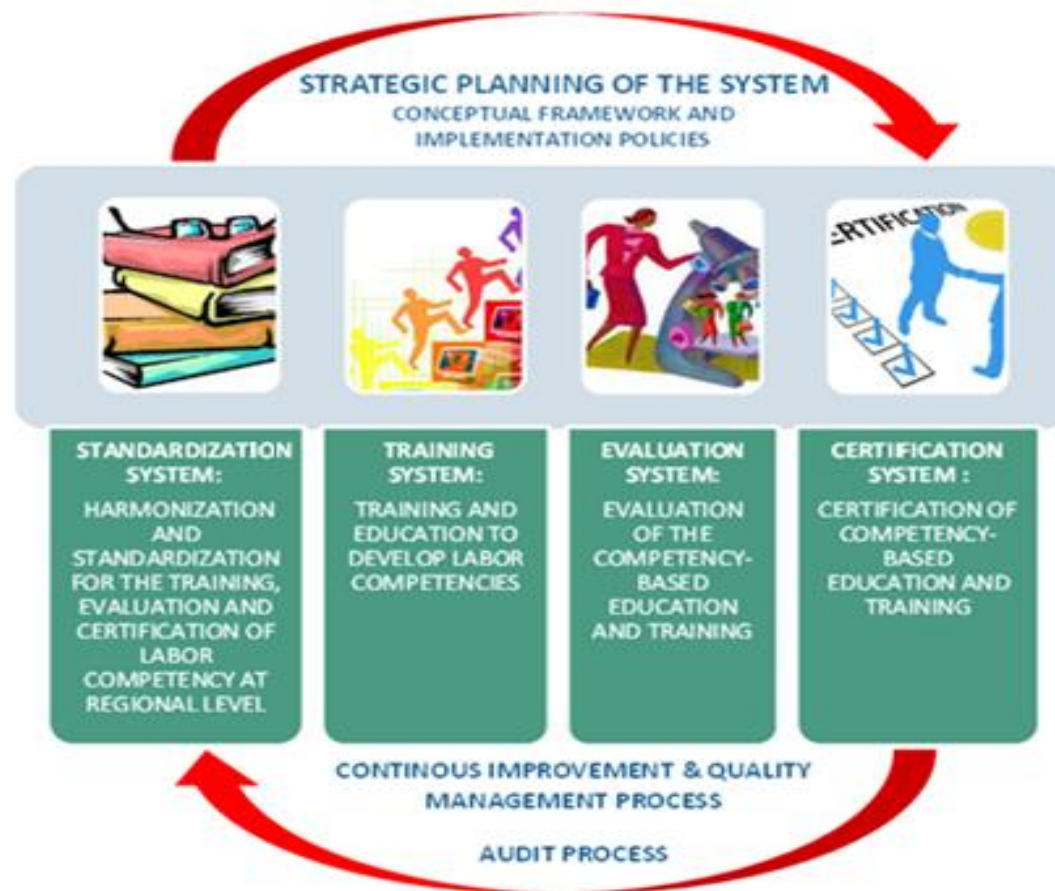 STRATEGIC PLANNING OF THE SYSTEM
CONCEPTUAL FRAMEWORK AND
IMPLEMENTATION POLICIES
ERTIFICATION
STANDARDIZATION
SYSTEM:
HARMONIZATION
AND
STANDARDIZATION
FOR THE TRAINING,
EVALUATION AND
CERTIFICATION OF
LABOR
COMPETENCY AT
REGIONAL LEVEL
TRAINING
SYSTEM:
TRAINING AND
EDUCATION TO
DEVELOP LABOR
COMPETENCIES
EVALUATION
SYSTEM:
EVALUATION
OF THE
COMPETENCY-
BASED
EDUCATION
AND TRAINING
CERTIFICATION
SYSTEM :
CERTIFICATION OF
COMPETENCY-
BASED
EDUCATION AND
TRAINING
CONTINOUS IMPROVEMENT & QUALITY
MANAGEMENT PROCESS
AUDIT PROCESS